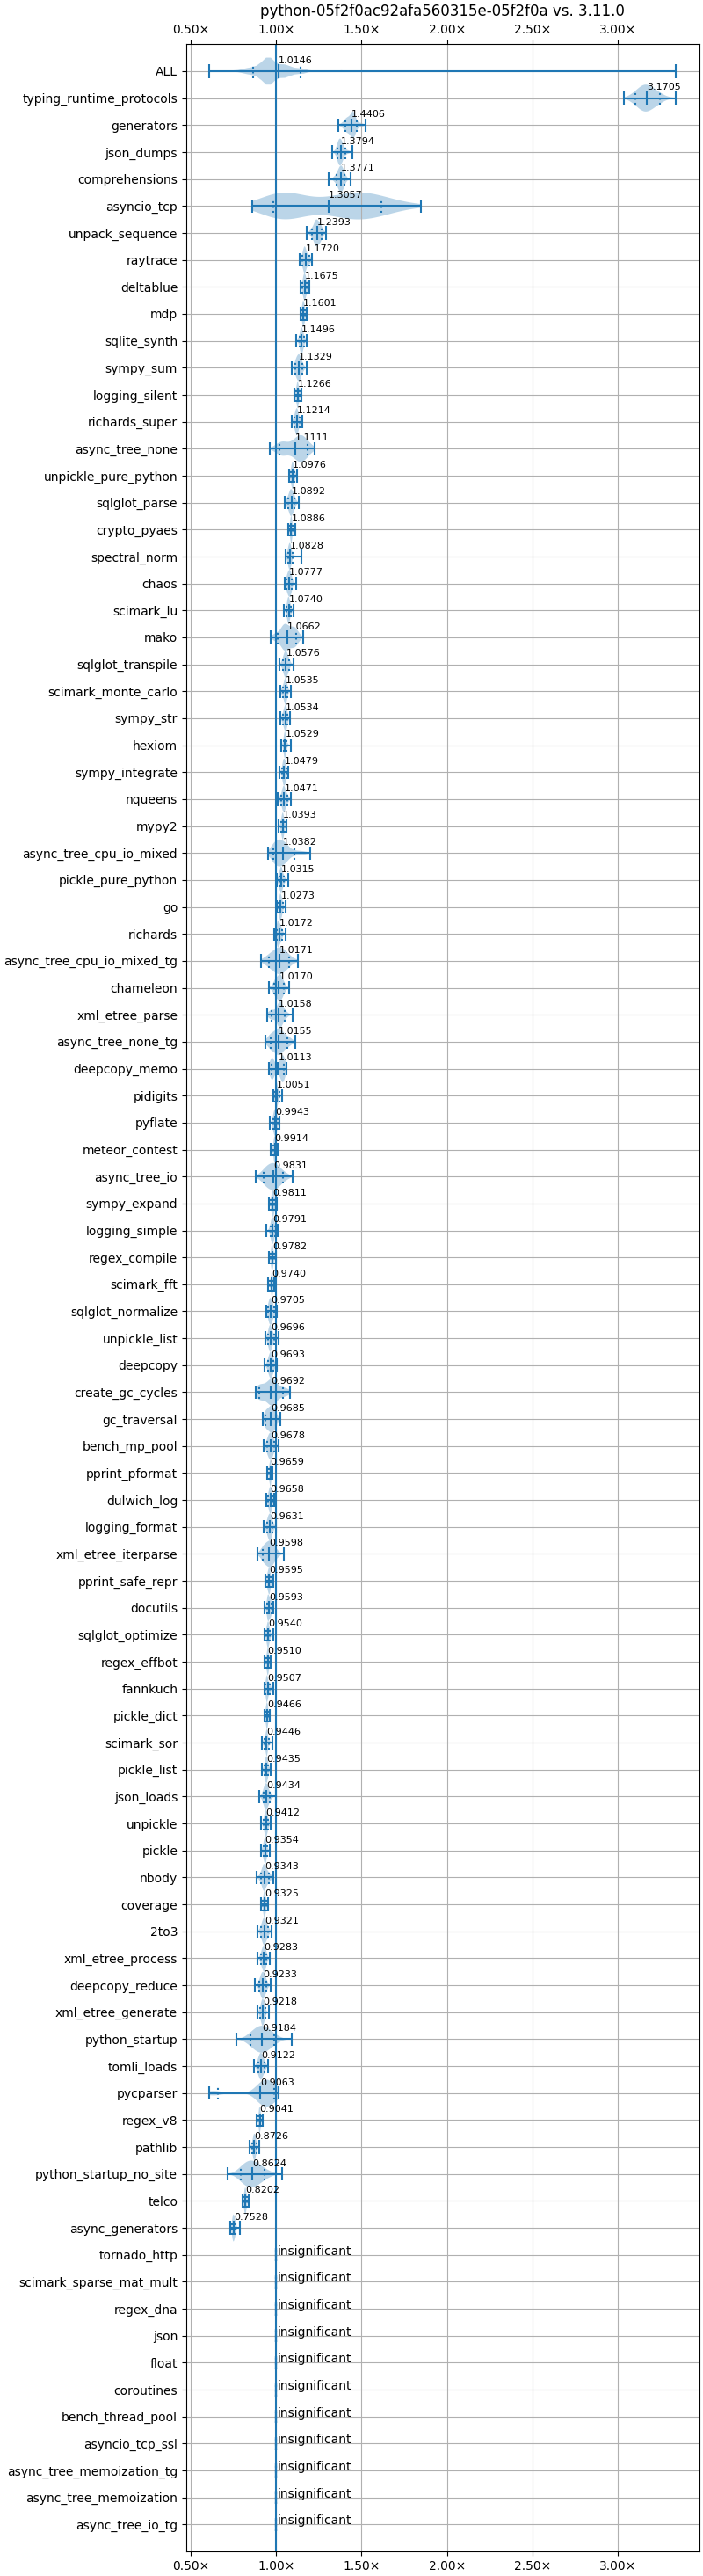 python-05f2f0ac92afa560315e-05f2f0a vs. 3.11.0
0.50× 1.00× 1.50× 2.00× 2.50× 3.00×
ALL 1.0146
typing_runtime_protocols 3.1705
generators 1.4406
json_dumps 1.3794
comprehensions 1.3771
asyncio_tcp 1.3057
unpack_sequence 1.2393
raytrace 1.1720
deltablue 1.1675
mdp 1.1601
sqlite_synth 1.1496
sympy_sum 1.1329
logging_silent 1.1266
richards_super 1.1214
async_tree_none 1.1111
unpickle_pure_python 1.0976
sqlglot_parse 1.0892
crypto_pyaes 1.0886
spectral_norm 1.0828
chaos 1.0777
scimark_lu 1.0740
mako 1.0662
sqlglot_transpile 1.0576
scimark_monte_carlo 1.0535
sympy_str 1.0534
hexiom 1.0529
sympy_integrate 1.0479
nqueens 1.0471
mypy2 1.0393
async_tree_cpu_io_mixed 1.0382
pickle_pure_python 1.0315
go 1.0273
richards 1.0172
async_tree_cpu_io_mixed_tg 1.0171
chameleon 1.0170
xml_etree_parse 1.0158
async_tree_none_tg 1.0155
deepcopy_memo 1.0113
pidigits 1.0051
pyflate 0.9943
meteor_contest 0.9914
async_tree_io 0.9831
sympy_expand 0.9811
logging_simple 0.9791
regex_compile 0.9782
scimark_fft 0.9740
sqlglot_normalize 0.9705
unpickle_list 0.9696
deepcopy 0.9693
create_gc_cycles 0.9692
gc_traversal 0.9685
bench_mp_pool 0.9678
pprint_pformat 0.9659
dulwich_log 0.9658
logging_format 0.9631
xml_etree_iterparse 0.9598
pprint_safe_repr 0.9595
docutils 0.9593
sqlglot_optimize 0.9540
regex_effbot 0.9510
fannkuch 0.9507
pickle_dict 0.9466
scimark_sor 0.9446
pickle_list 0.9435
json_loads 0.9434
unpickle 0.9412
pickle 0.9354
nbody 0.9343
coverage 0.9325
2to3 0.9321
xml_etree_process 0.9283
deepcopy_reduce 0.9233
xml_etree_generate 0.9218
python_startup 0.9184
tomli_loads 0.9122
pycparser 0.9063
regex_v8 0.9041
pathlib 0.8726
python_startup_no_site 0.8624
telco 0.8202
async_generators 0.7528
tornado_http insignificant
scimark_sparse_mat_mult insignificant
regex_dna insignificant
json insignificant
float insignificant
coroutines insignificant
bench_thread_pool insignificant
asyncio_tcp_ssl insignificant
async_tree_memoization_tg insignificant
async_tree_memoization insignificant
async_tree_io_tg insignificant
0.50× 1.00× 1.50× 2.00× 2.50× 3.00×